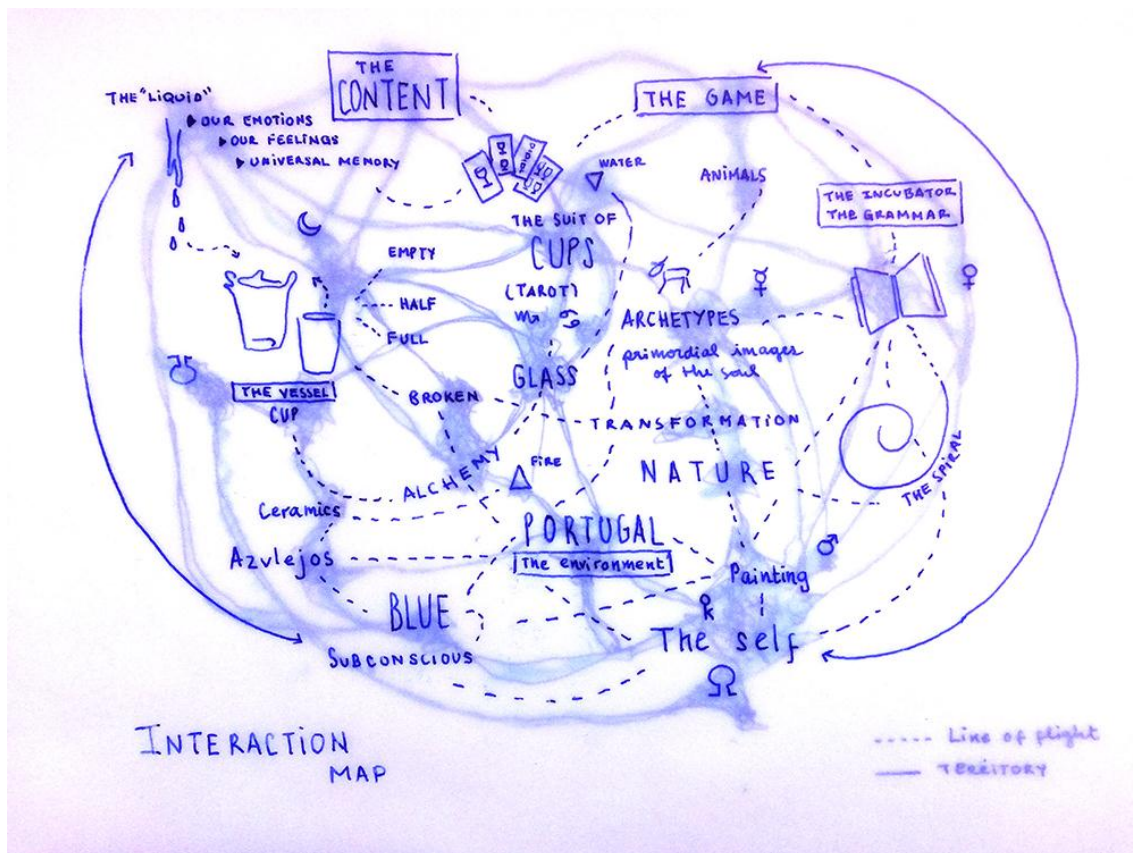 THE "LIQUID"
OUR EMOTIONS
OUR FEELINGS
UNIVERSAL MEMORY
THE
CONTENT
THE GAME
WATER
ANIMALS
THE INCUBATOR
THE GRAMMAR
THE SUIT OF
CUPS
(TAROT)
EMPTY
HALF
FULL
ARCHETYPES
primordial images
of the soul
GLASS
THE VESSEL
CUP
BROKEN
TRANSFORMATION
ALCHEMY
FIRE
NATURE
THE SPIRAL
Ceramics
PORTUGAL
The environment
Azulejos
Painting
BLUE
The self
SUBCONSCIOUS
INTERACTION
MAP
Line of flight
TERRITORY